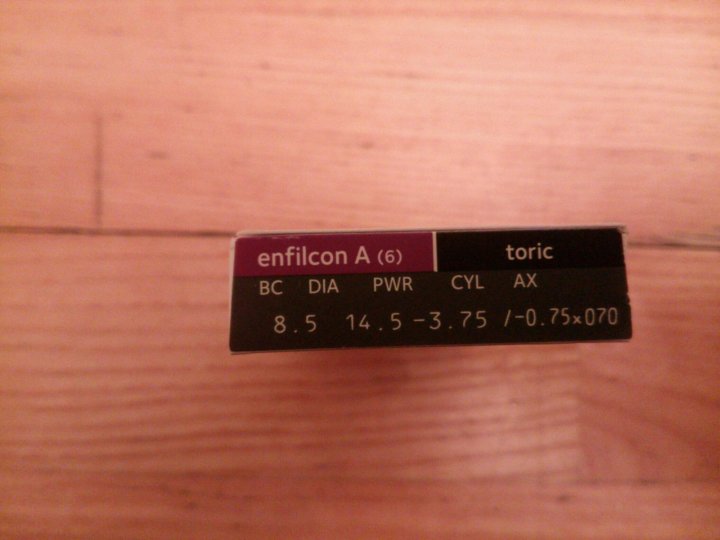 enfilcon A (6) toric
BC DIA PWR CYL AX
8.5 14.5 -3.75 /-0.75x070